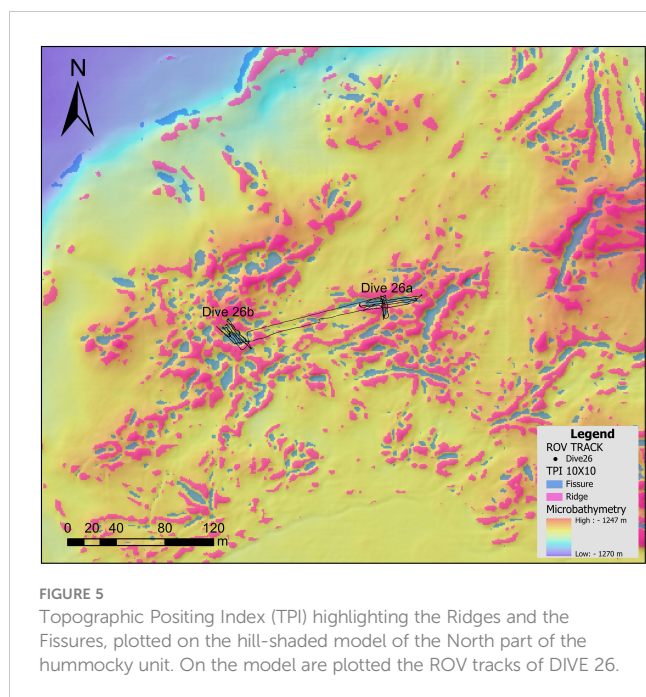 N
Dive 26a
Dive 26b
0 20 40 80 120
m
Legend
ROV TRACK
Dive26
TPI 10X10
Fissure
Ridge
Microbathymetry
High : - 1247 m
Low: - 1270 m
FIGURE 5
Topographic Positing Index (TPI) highlighting the Ridges and the
Fissures, plotted on the hill-shaded model of the North part of the
hummocky unit. On the model are plotted the ROV tracks of DIVE 26.